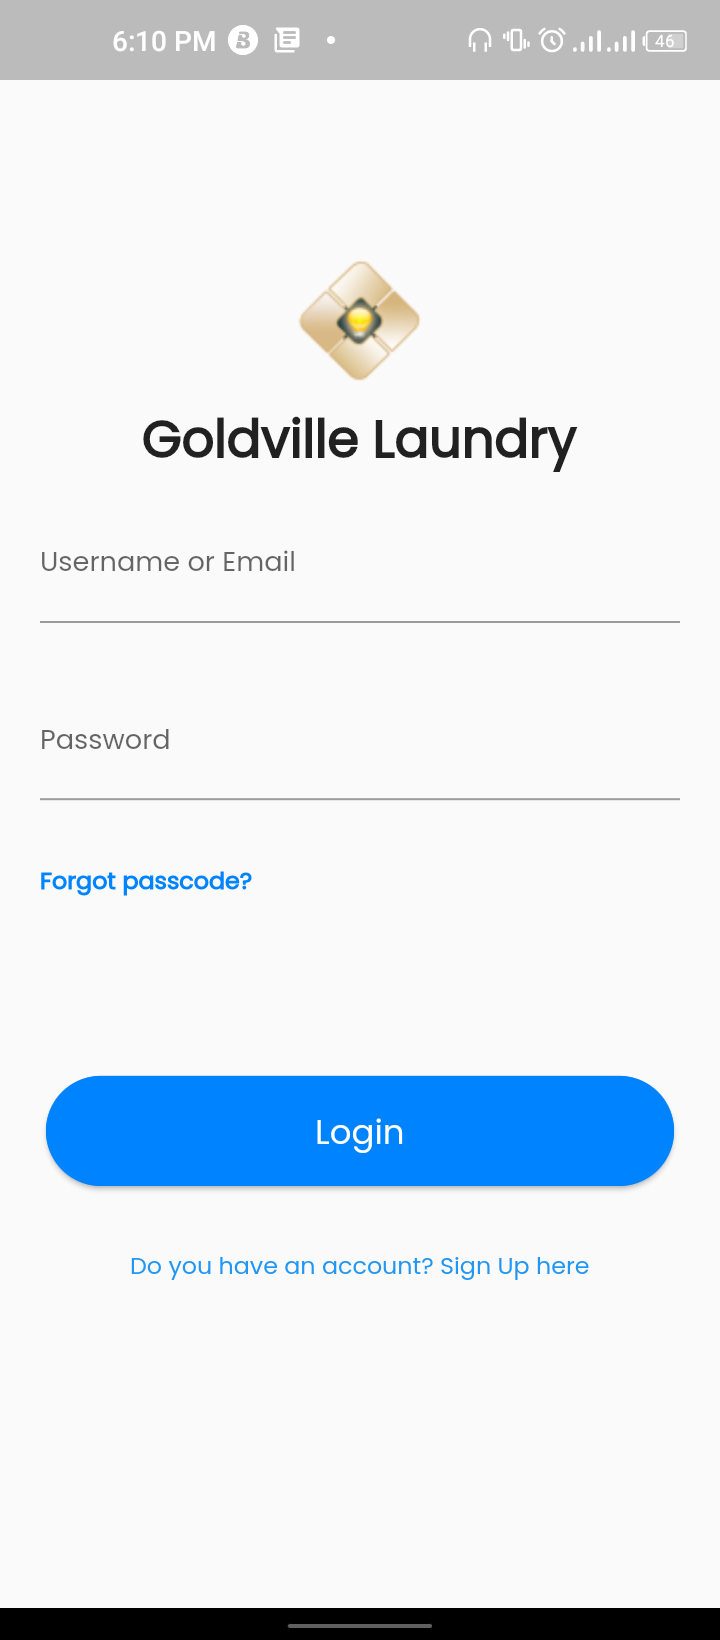 6:10 PM
46
Goldville Laundry
Username or Email
Password
Forgot passcode?
Login
Do you have an account? Sign Up here